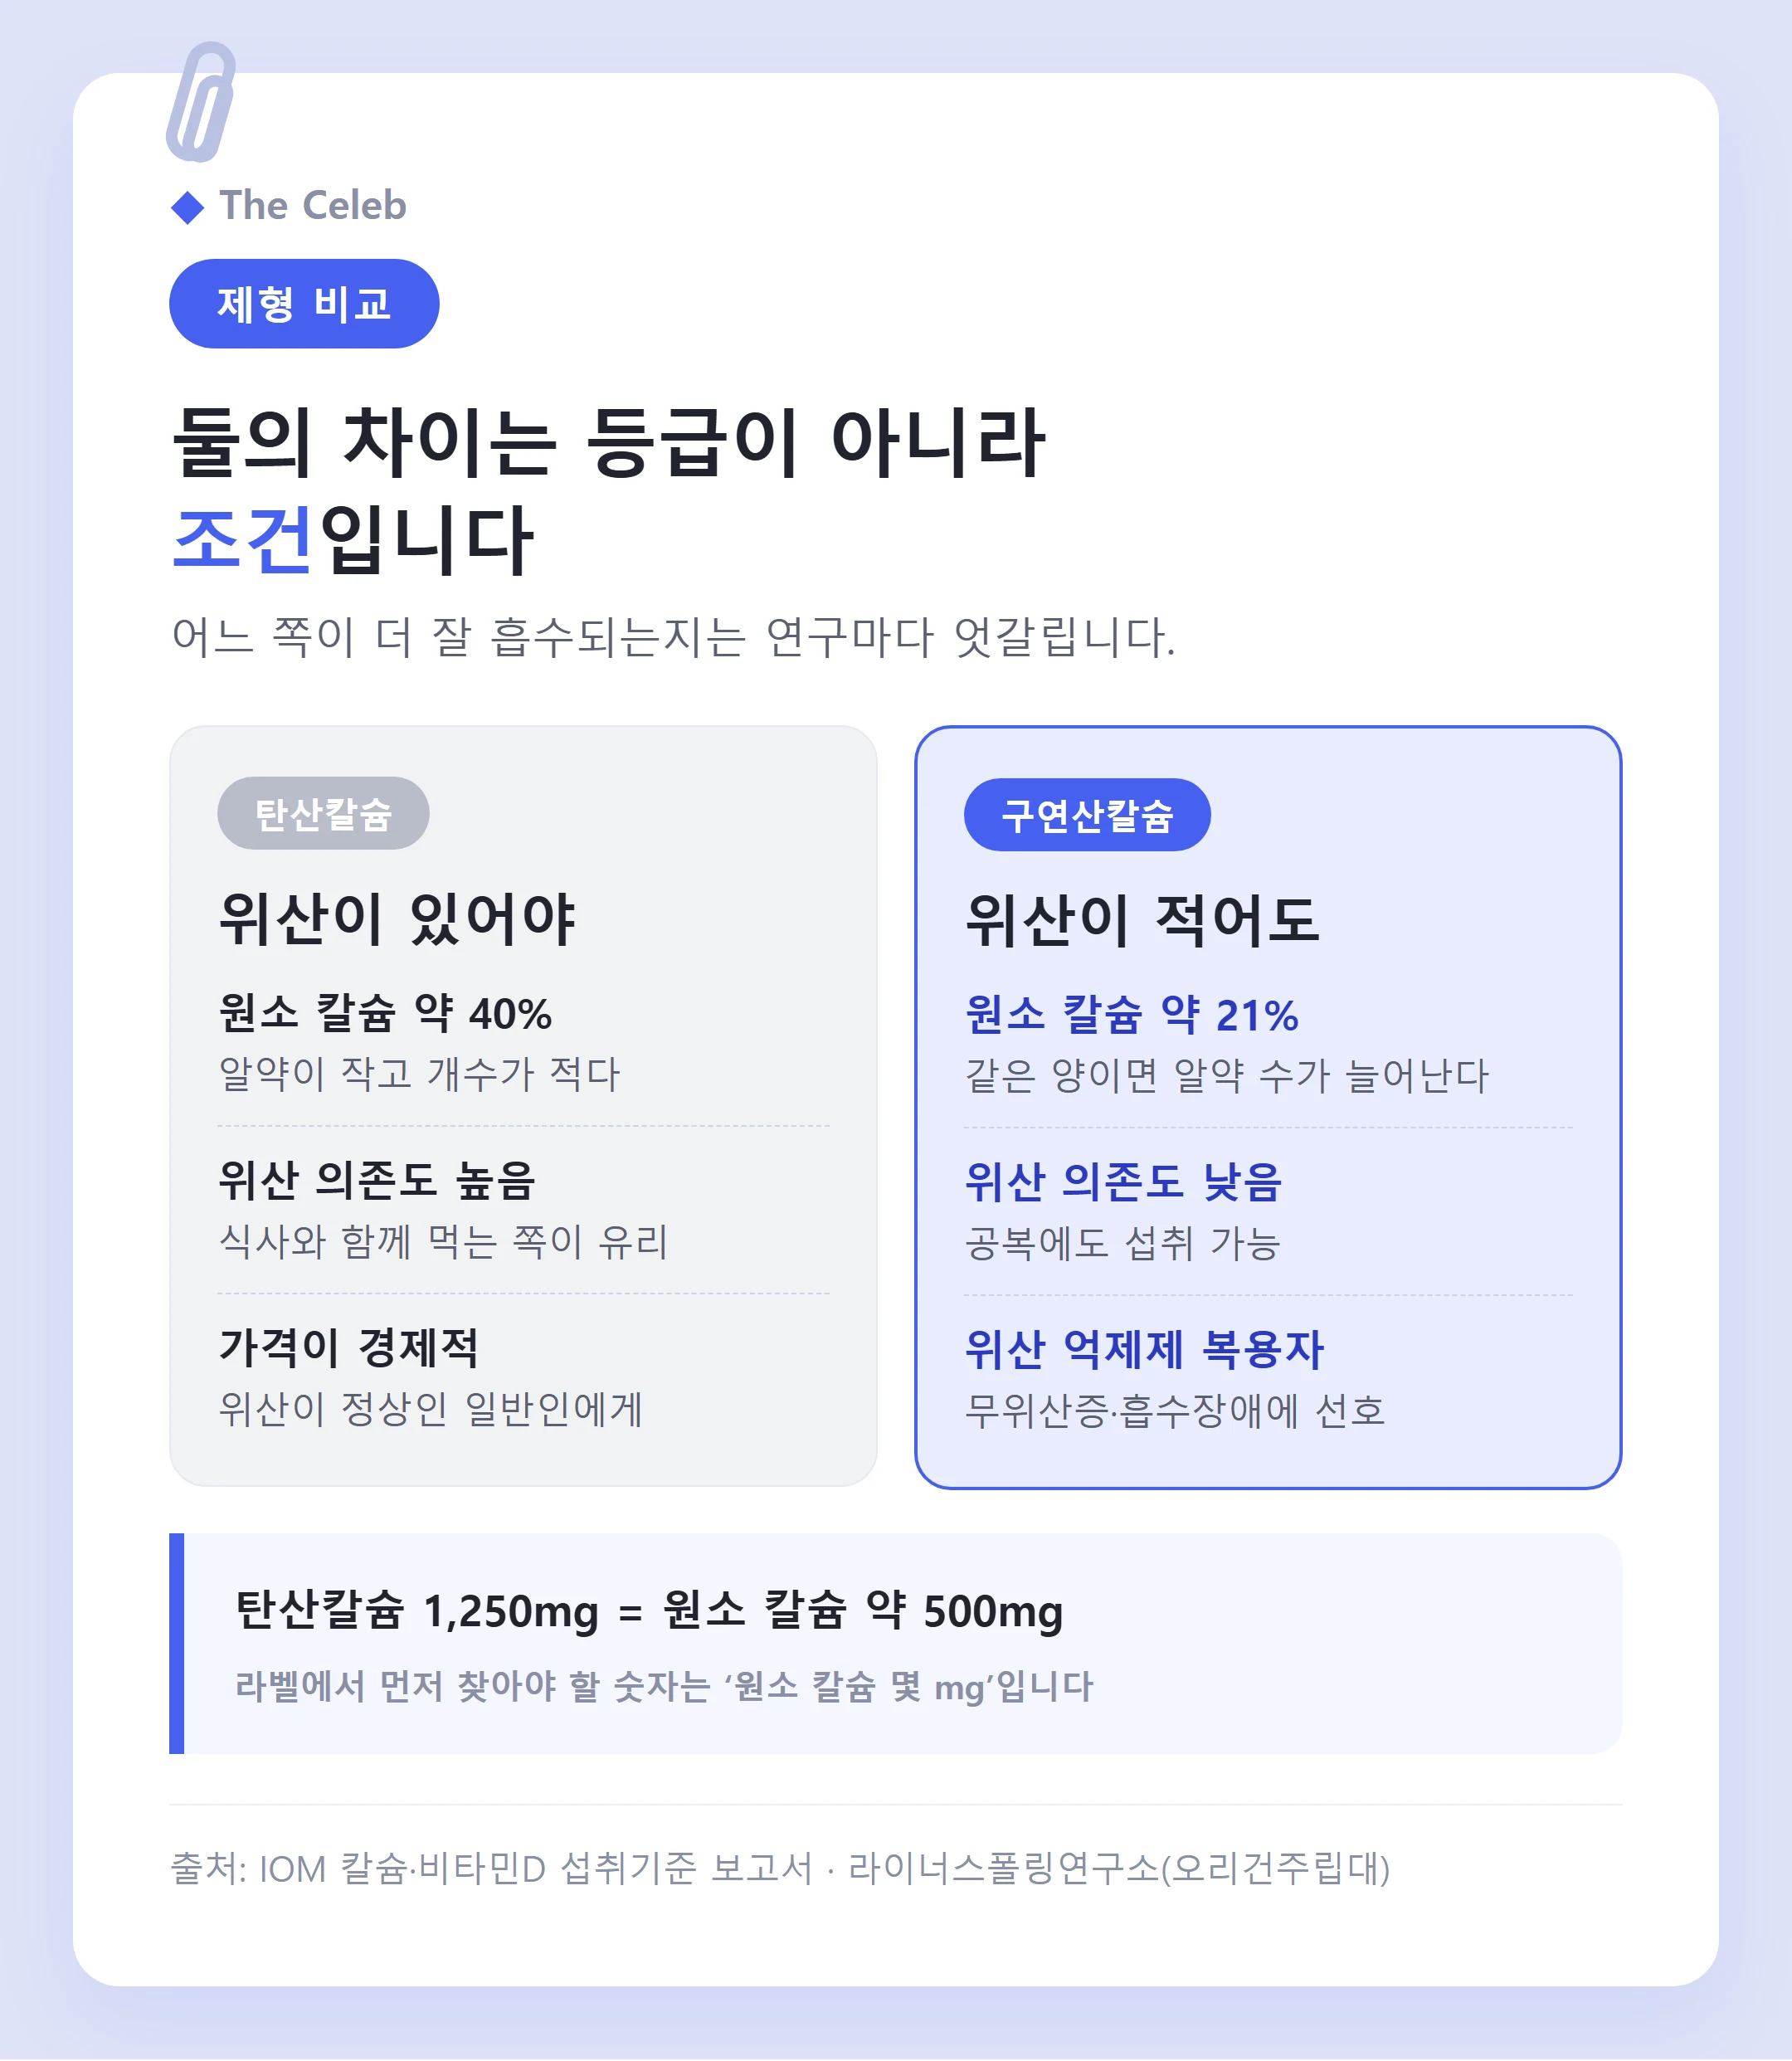 The Celeb
제형 비교
둘의 차이는 등급이 아니라
조건입니다
어느 쪽이 더 잘 흡수되는지는 연구마다 엇갈립니다.
탄산칼슘
위산이 있어야
원소 칼슘 약 40%
알약이 작고 개수가 적다
위산 의존도 높음
식사와 함께 먹는 쪽이 유리
가격이 경제적
위산이 정상인 일반인에게
구연산칼슘
위산이 적어도
원소 칼슘 약 21%
같은 양이면 알약 수가 늘어난다
위산 의존도 낮음
공복에도 섭취 가능
위산 억제제 복용자
무위산증·흡수장애에 선호
탄산칼슘 1,250mg = 원소 칼슘 약 500mg
라벨에서 먼저 찾아야 할 숫자는 ‘원소 칼슘 몇 mg’입니다
출처: IOM 칼슘·비타민D 섭취기준 보고서 · 라이너스폴링연구소(오리건주립대)